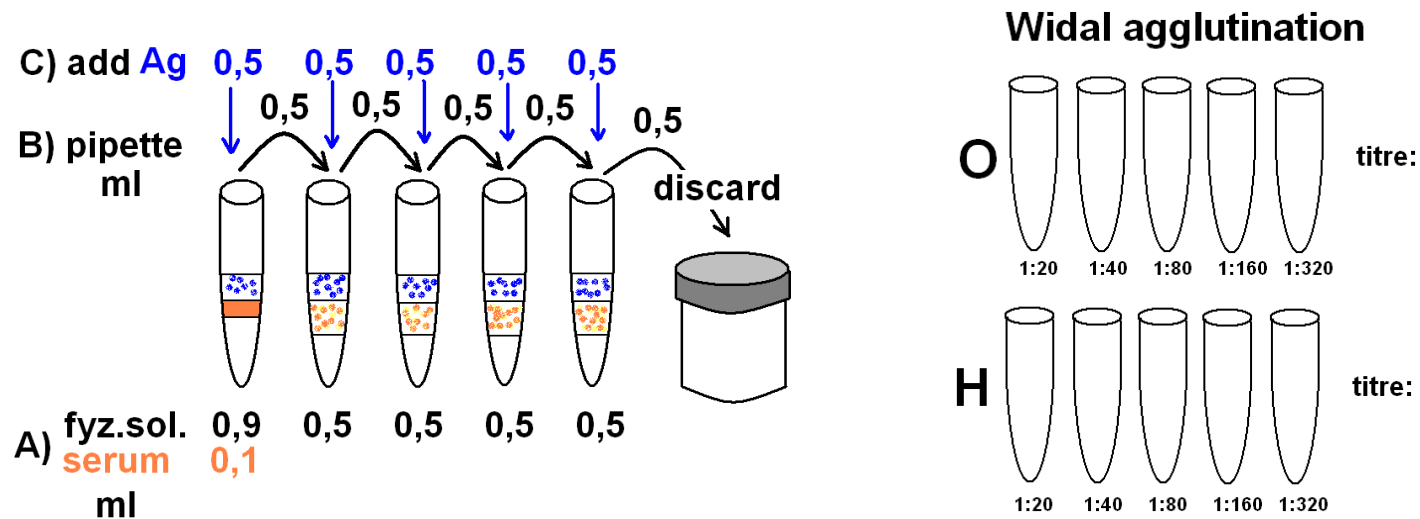 C) add Ag 0,5 0,5 0,5 0,5 0,5
0,5 0,5 0,5 0,5 0,5
B) pipette
ml
discard
fyz.sol. 0,9 0,5 0,5 0,5 0,5
A)
serum 0,1
ml
Widal agglutination
O titre:
1:20 1:40 1:80 1:160 1:320
H titre:
1:20 1:40 1:80 1:160 1:320